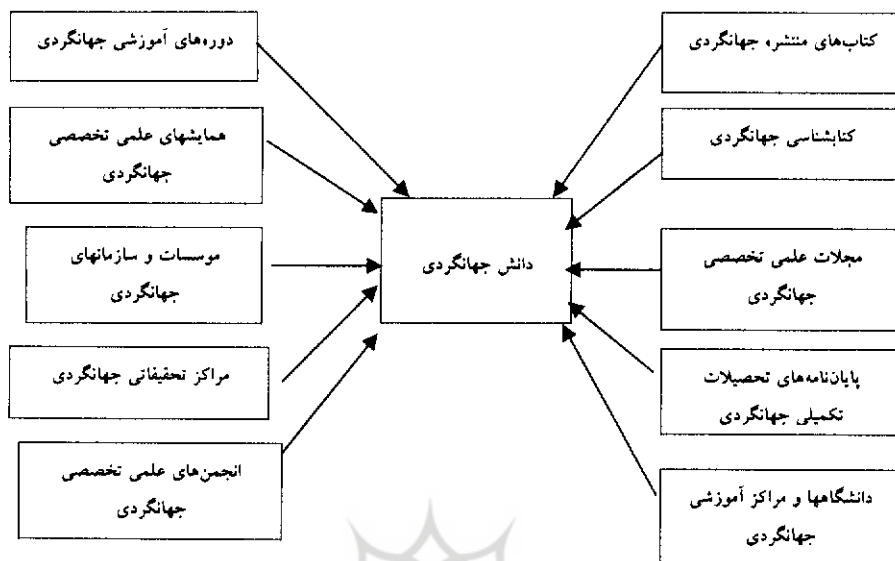 کتاب‌های منتشره جهانگردی
کتابشناسی جهانگردی
مجلات علمی تخصصی
جهانگردی
پایان‌نامه‌های تحصیلات
تکمیلی جهانگردی
دانشگاهها و مراکز آموزشی
جهانگردی
دانش جهانگردی
دوره‌های آموزشی جهانگردی
همایشهای علمی تخصصی
جهانگردی
موسسات و سازمانهای
جهانگردی
مراکز تحقیقاتی جهانگردی
انجمن‌های علمی تخصصی
جهانگردی